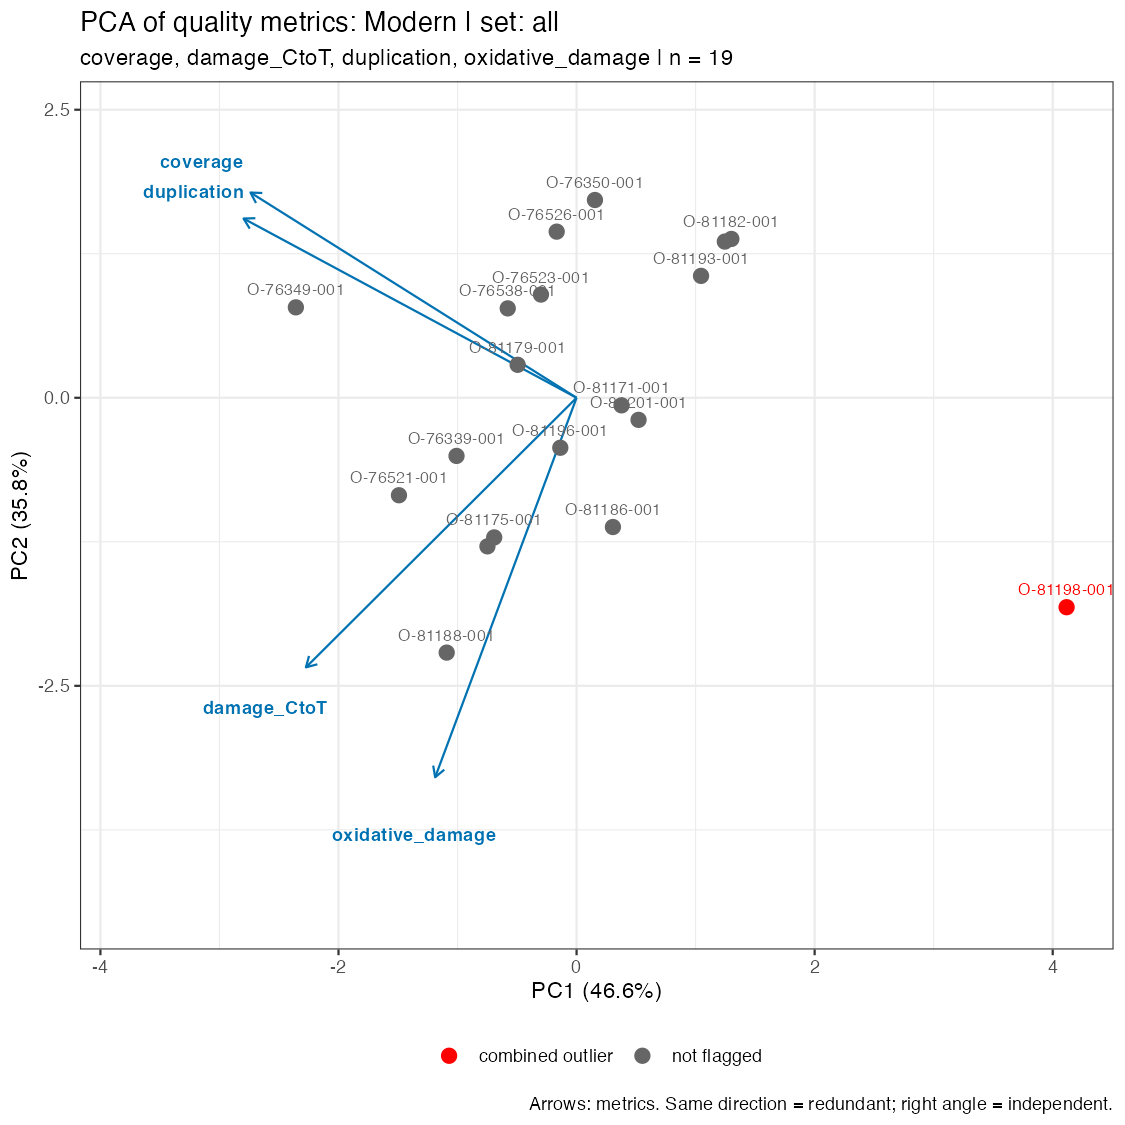 PCA of quality metrics: Modern | set: all
coverage, damage_CtoT, duplication, oxidative_damage | n = 19
2.5
0.0
-2.5
PC2 (35.8%)
coverage
duplication
O-76350-001
O-76526-001
O-81182-001
O-81193-001
O-76523-001
O-76349-001
O-76538-001
O-81179-001
O-81171-001
O-81201-001
O-81196-001
O-76339-001
O-76521-001
O-81186-001
O-81175-001
O-81198-001
O-81188-001
damage_CtoT
oxidative_damage
-4
-2
0
2
4
PC1 (46.6%)
combined outlier
not flagged
Arrows: metrics. Same direction = redundant; right angle = independent.